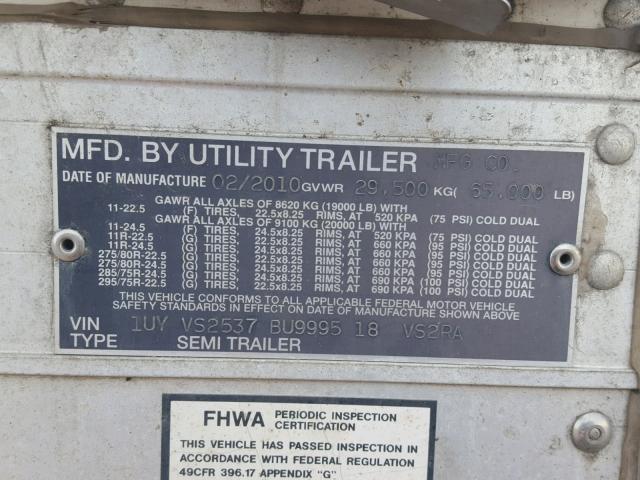 MFD. BY UTILITY TRAILER MFG CO.
DATE OF MANUFACTURE 02/2010 GVWR 29,500 KG( 65,000 LB)
GAWR ALL AXLES OF 8620 KG (19000 LB) WITH
11-22.5 (F) TIRES, 22.5x8.25 RIMS, AT 520 KPA (75 PSI) COLD DUAL
GAWR ALL AXLES OF 9100 KG (20000 LB) WITH
11-24.5 (F) TIRES, 24.5x8.25 RIMS, AT 520 KPA (75 PSI) COLD DUAL
11R-22.5 (G) TIRES, 22.5x8.25 RIMS, AT 660 KPA (95 PSI) COLD DUAL
11R-24.5 (G) TIRES, 24.5x8.25 RIMS, AT 660 KPA (95 PSI) COLD DUAL
275/80R-22.5 (G) TIRES, 22.5x8.25 RIMS, AT 660 KPA (95 PSI) COLD DUAL
275/80R-24.5 (G) TIRES, 24.5x8.25 RIMS, AT 660 KPA (95 PSI) COLD DUAL
285/75R-24.5 (G) TIRES, 24.5x8.25 RIMS, AT 690 KPA (100 PSI) COLD DUAL
295/75R-22.5 (G) TIRES, 22.5x8.25 RIMS, AT 690 KPA (100 PSI) COLD DUAL
THIS VEHICLE CONFORMS TO ALL APPLICABLE FEDERAL MOTOR VEHICLE
SAFETY STANDARDS IN EFFECT ON DATE OF MANUFACTURE SHOWN ABOVE
VIN 1UY VS2537 BU9995 18 VS2RA
TYPE SEMI TRAILER
FHWA PERIODIC INSPECTION
CERTIFICATION
THIS VEHICLE HAS PASSED INSPECTION IN
ACCORDANCE WITH FEDERAL REGULATION
49CFR 396.17 APPENDIX "G"